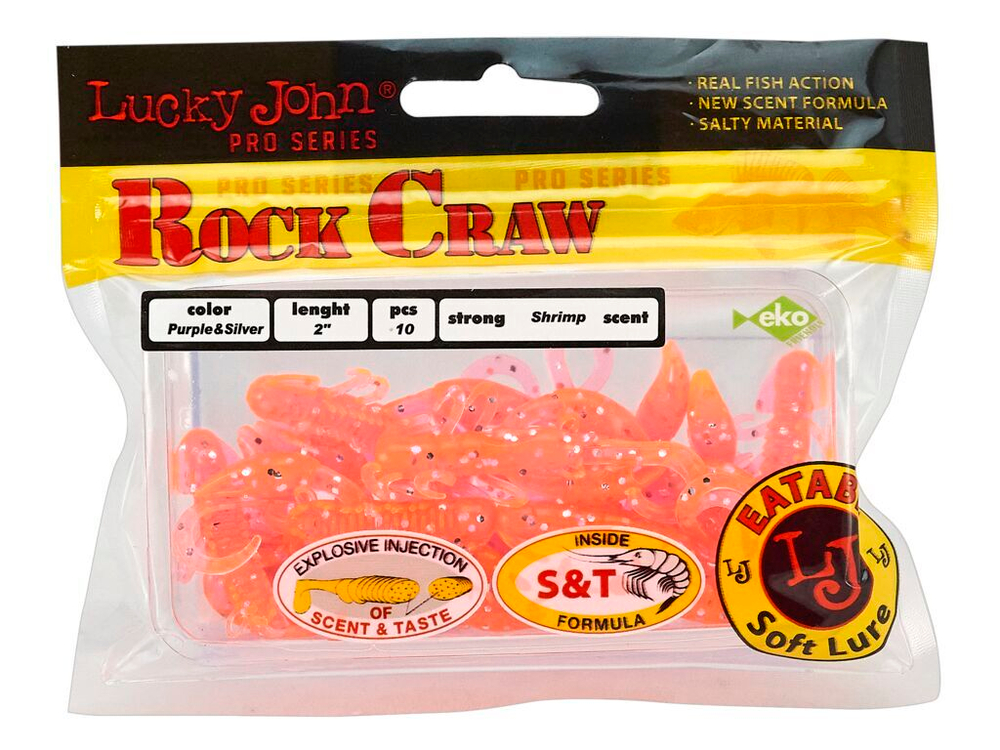 Lucky John®
PRO SERIES
· REAL FISH ACTION
· NEW SCENT FORMULA
· SALTY MATERIAL
PRO SERIES PRO SERIES
ROCK CRAW
color lenght pcs strong Shrimp scent
Purple&Silver 2" 10
eko
EXPLOSIVE INJECTION
OF
SCENT & TASTE
INSIDE
S&T
FORMULA
EATAB
LJ LJ LJ
Soft Lure